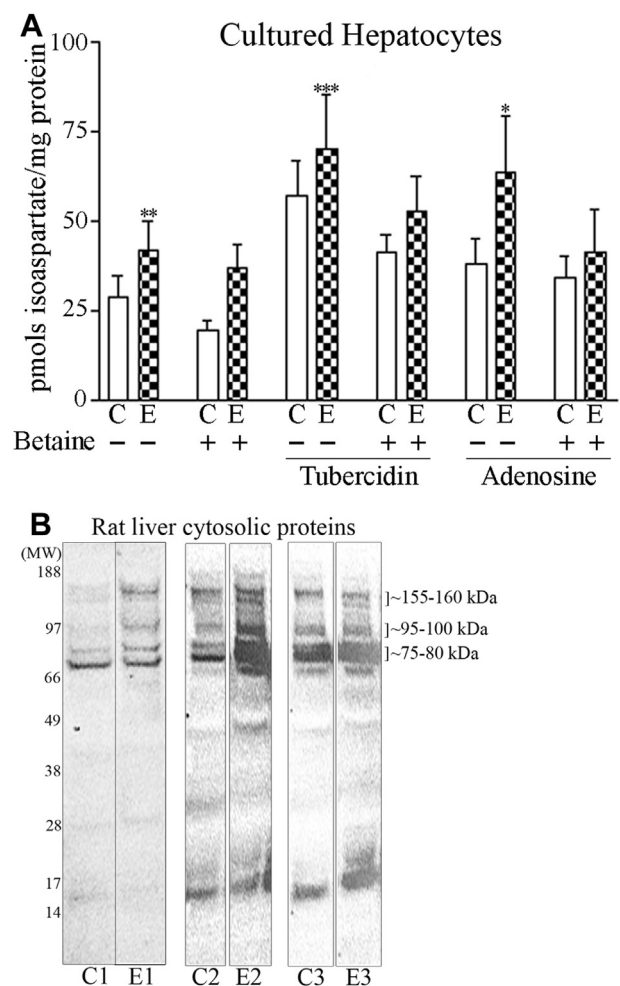 A
Cultured Hepatocytes
pmols isoaspartate/mg protein
100
75
50
25
0
** *** *
C E C E C E C E C E C E
Betaine − − + + − − + + − − + +
Tubercidin Adenosine
B
Rat liver cytosolic proteins
(MW)
188
]~155-160 kDa
97 ]~95-100 kDa
]~75-80 kDa
66
49
38
28
17
14
C1 E1 C2 E2 C3 E3